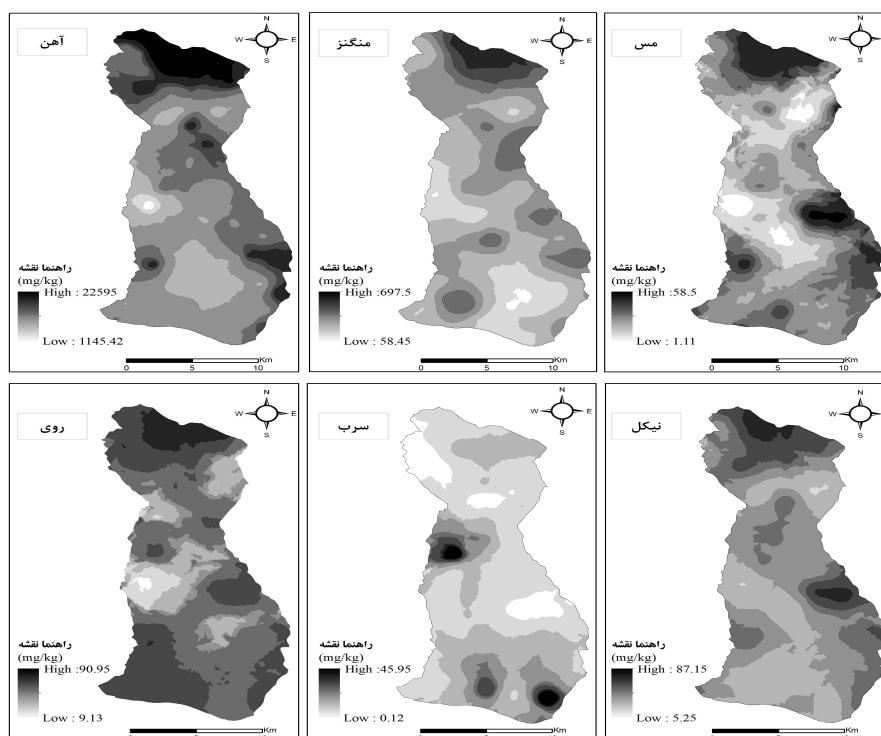 آهن
N
W E
S
راهنما نقشه
(mg/kg)
High : 22595
Low : 1145.42
0 5 10 Km
منگنز
N
W E
S
راهنما نقشه
(mg/kg)
High :697.5
Low : 58.45
0 5 10 Km
مس
N
W E
S
راهنما نقشه
(mg/kg)
High : 58.5
Low : 1.11
0 5 10 Km
روی
N
W E
S
راهنما نقشه
(mg/kg)
High :90.95
Low : 9.13
Km
سرب
N
W E
S
راهنما نقشه
(mg/kg)
High :45.95
Low : 0.12
Km
نیکل
N
W E
S
راهنما نقشه
(mg/kg)
High : 87.15
Low : 5.25
Km